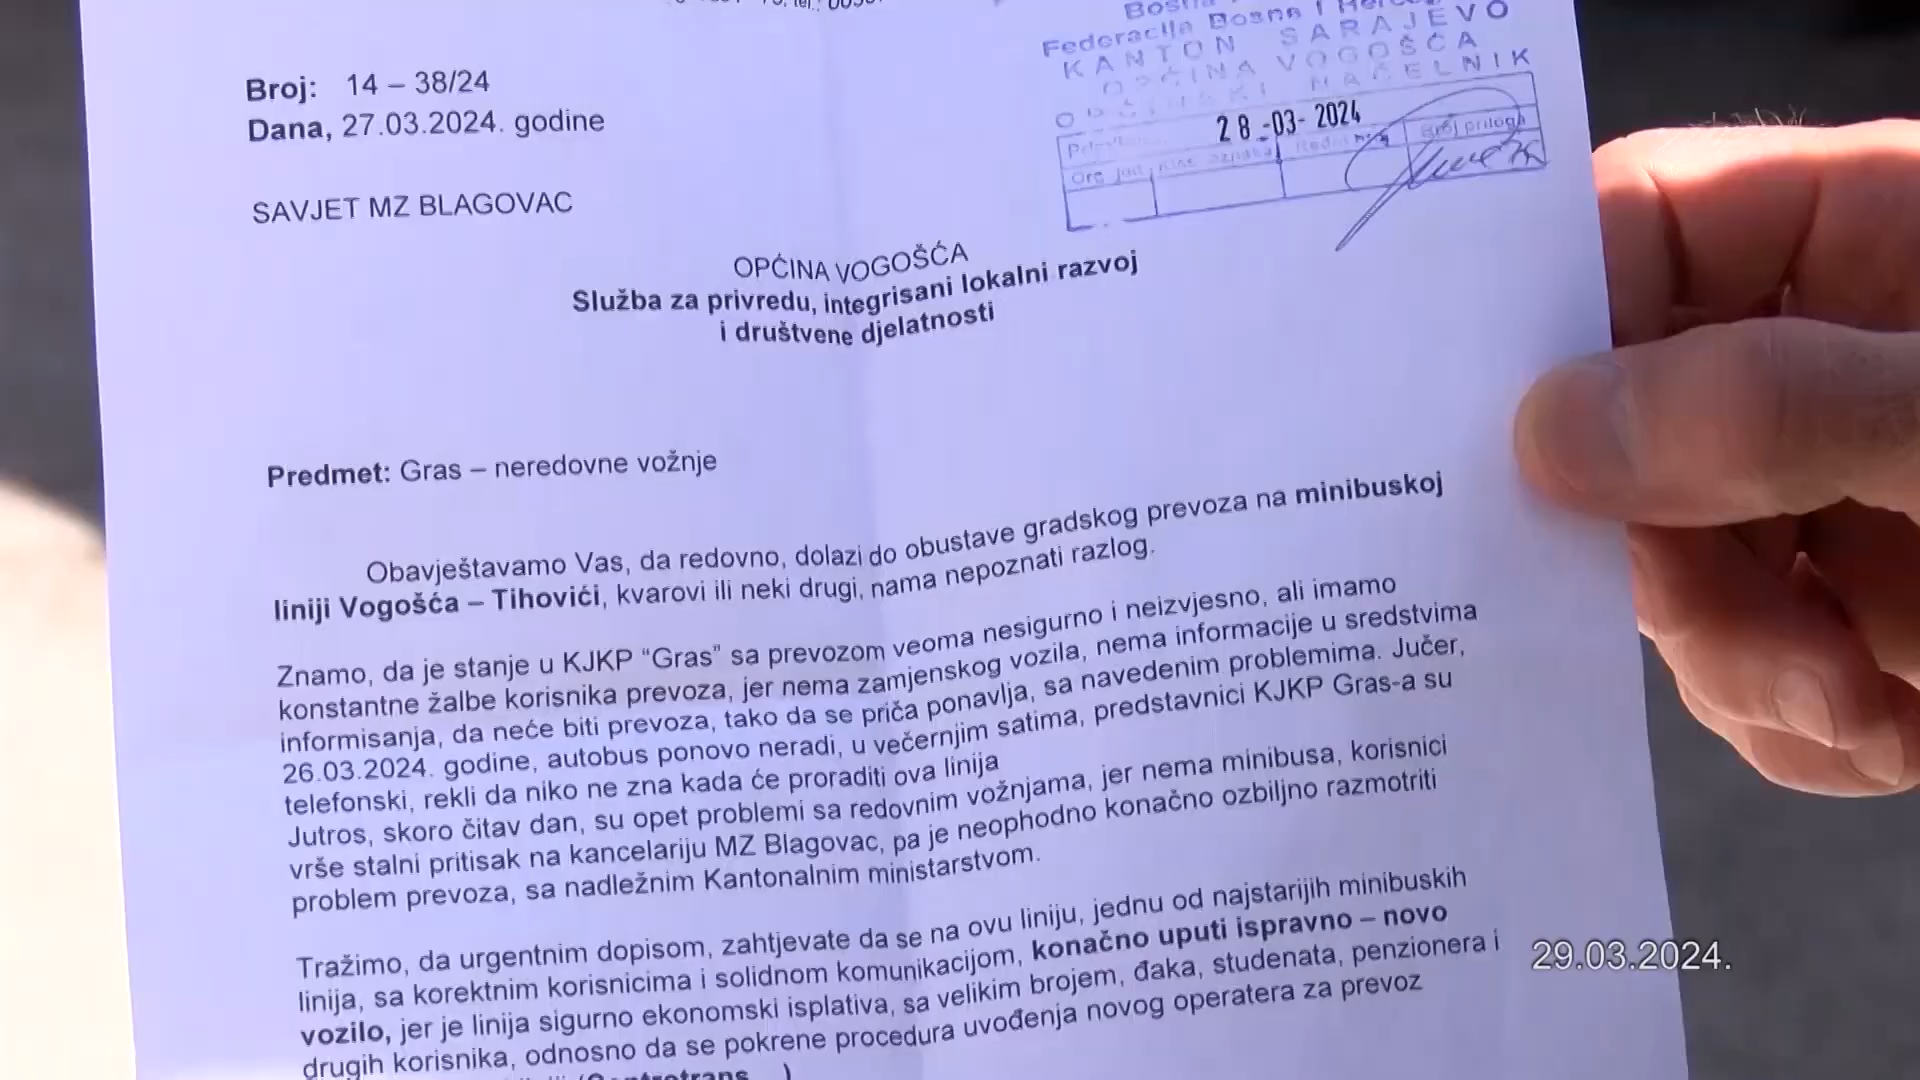 Bosna
Federacija Bosne i Herceg
KANTON SARAJEVO
OPĆINA VOGOŠĆA
OPĆINSKI NAČELNIK
28-03-2024
Org. jed. Klas. oznaka Redni broj Broj priloga
Broj: 14 – 38/24
Dana, 27.03.2024. godine
SAVJET MZ BLAGOVAC
OPĆINA VOGOŠĆA
Služba za privredu, integrisani lokalni razvoj
i društvene djelatnosti
Predmet: Gras – neredovne vožnje
Obavještavamo Vas, da redovno, dolazi do obustave gradskog prevoza na minibuskoj
liniji Vogošća – Tihovići, kvarovi ili neki drugi, nama nepoznati razlog.
Znamo, da je stanje u KJKP “Gras” sa prevozom veoma nesigurno i neizvjesno, ali imamo
konstantne žalbe korisnika prevoza, jer nema zamjenskog vozila, nema informacije u sredstvima
informisanja, da neće biti prevoza, tako da se priča ponavlja, sa navedenim problemima. Jučer,
26.03.2024. godine, autobus ponovo neradi, u večernjim satima, predstavnici KJKP Gras-a su
telefonski, rekli da niko ne zna kada će proraditi ova linija
Jutros, skoro čitav dan, su opet problemi sa redovnim vožnjama, jer nema minibusa, korisnici
vrše stalni pritisak na kancelariju MZ Blagovac, pa je neophodno konačno ozbiljno razmotriti
problem prevoza, sa nadležnim Kantonalnim ministarstvom.
Tražimo, da urgentnim dopisom, zahtjevate da se na ovu liniju, jednu od najstarijih minibuskih
linija, sa korektnim korisnicima i solidnom komunikacijom, konačno uputi ispravno – novo
vozilo, jer je linija sigurno ekonomski isplativa, sa velikim brojem, đaka, studenata, penzionera i
drugih korisnika, odnosno da se pokrene procedura uvođenja novog operatera za prevoz
(Centrotrans...)
29.03.2024.